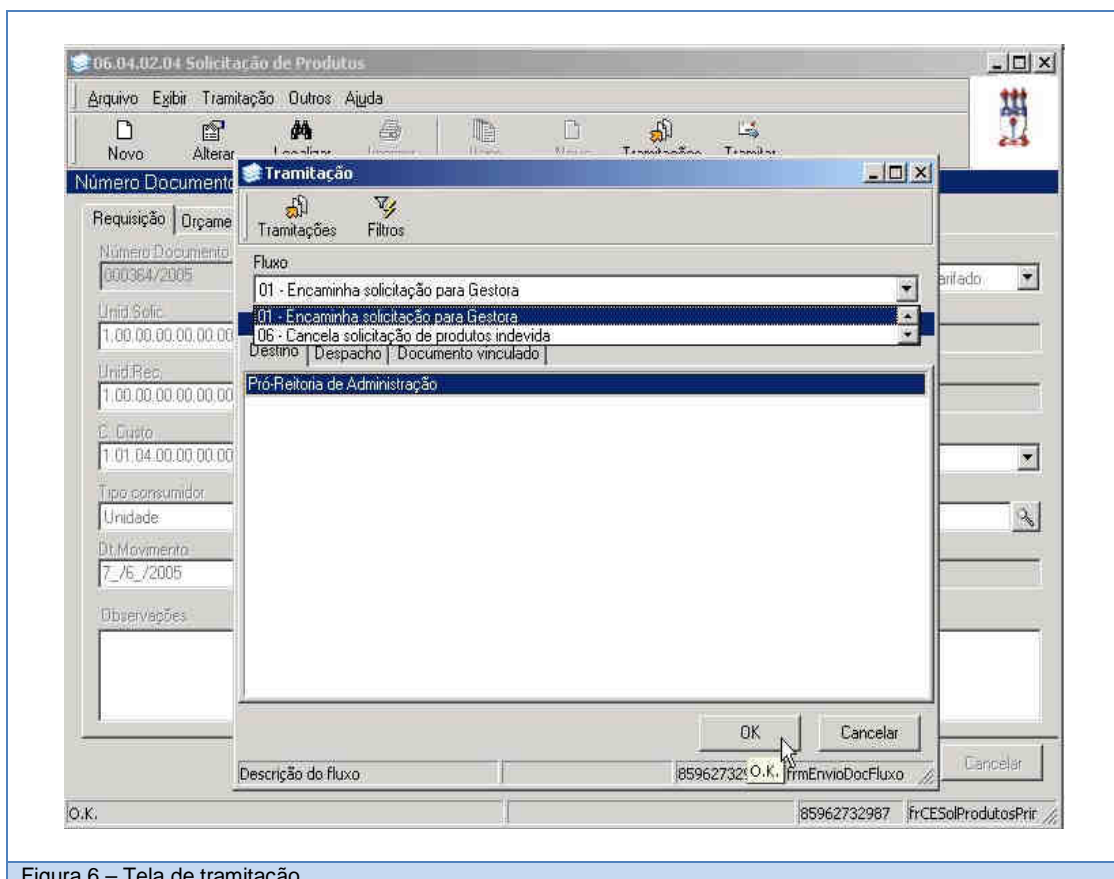 06.04.02.04 Solicitação de Produtos
Arquivo Exibir Tramitação Outros Ajuda
Novo Alterar Localizar Tramitações Tramitar
Número Documento
Requisição Orçame
Número Documento
000364/2005
arifado
Unid.Solic.
1.00.00.00.00.00.00
Unid.Rec.
1.00.00.00.00.00.00
C. Custo
1.01.04.00.00.00.00
Tipo consumidor
Unidade
Dt.Movimento
7_/6_/2005
Observações
Tramitação
Tramitações Filtros
Fluxo
01 - Encaminha solicitação para Gestora
01 - Encaminha solicitação para Gestora
06 - Cancela solicitação de produtos indevida
Destino Despacho Documento vinculado
Pró-Reitoria de Administração
OK Cancelar
Descrição do fluxo O.K. frmEnvioDocFluxo
Cancelar
O.K. 85962732987 frCESolProdutosPrir
Figura 6 – Tela de tramitação